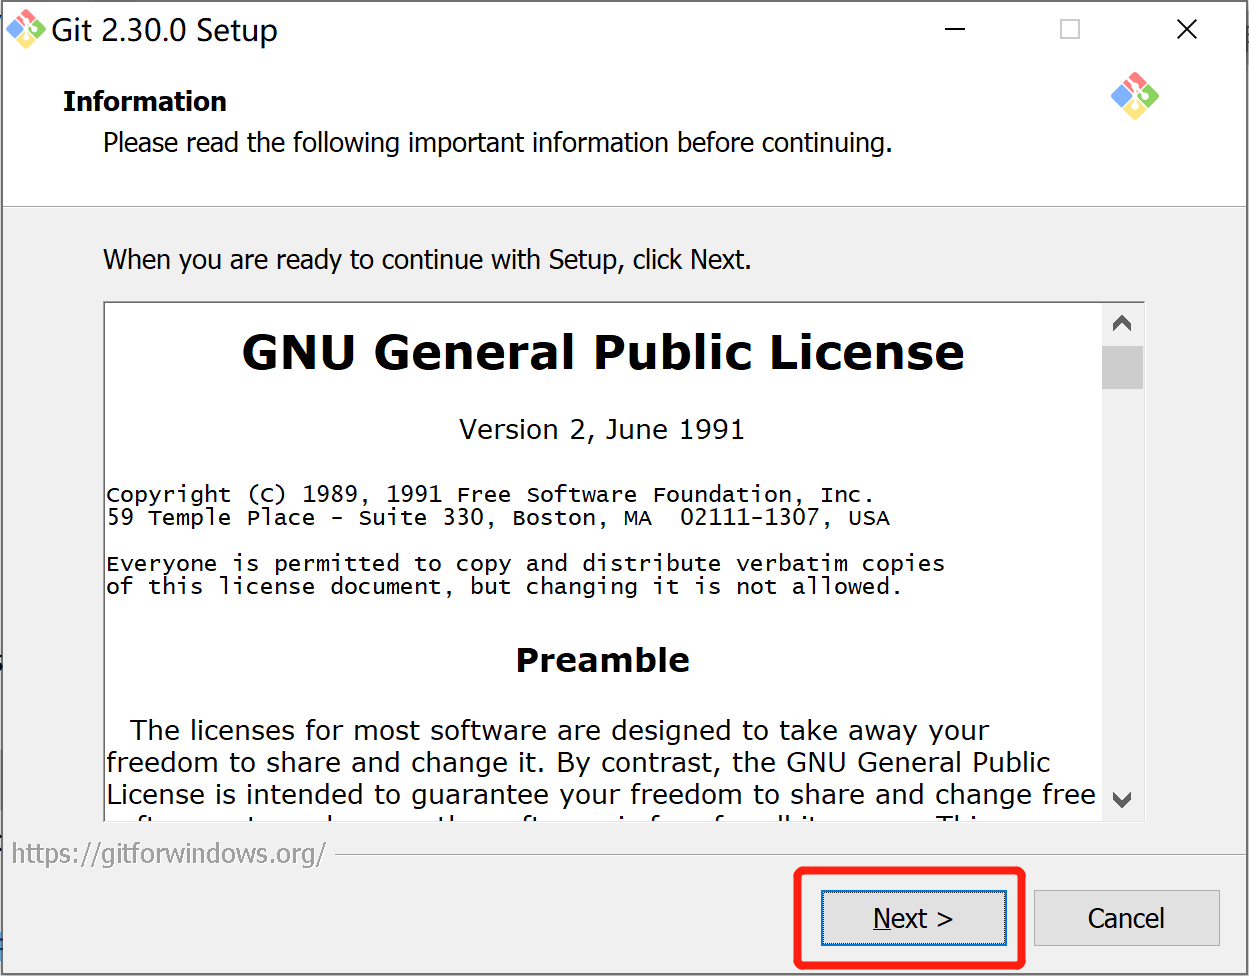 Git 2.30.0 Setup
Information
Please read the following important information before continuing.
When you are ready to continue with Setup, click Next.
GNU General Public License
Version 2, June 1991
Copyright (C) 1989, 1991 Free Software Foundation, Inc.
59 Temple Place - Suite 330, Boston, MA  02111-1307, USA
Everyone is permitted to copy and distribute verbatim copies
of this license document, but changing it is not allowed.
Preamble
The licenses for most software are designed to take away your
freedom to share and change it. By contrast, the GNU General Public
License is intended to guarantee your freedom to share and change free
https://gitforwindows.org/
Next >
Cancel